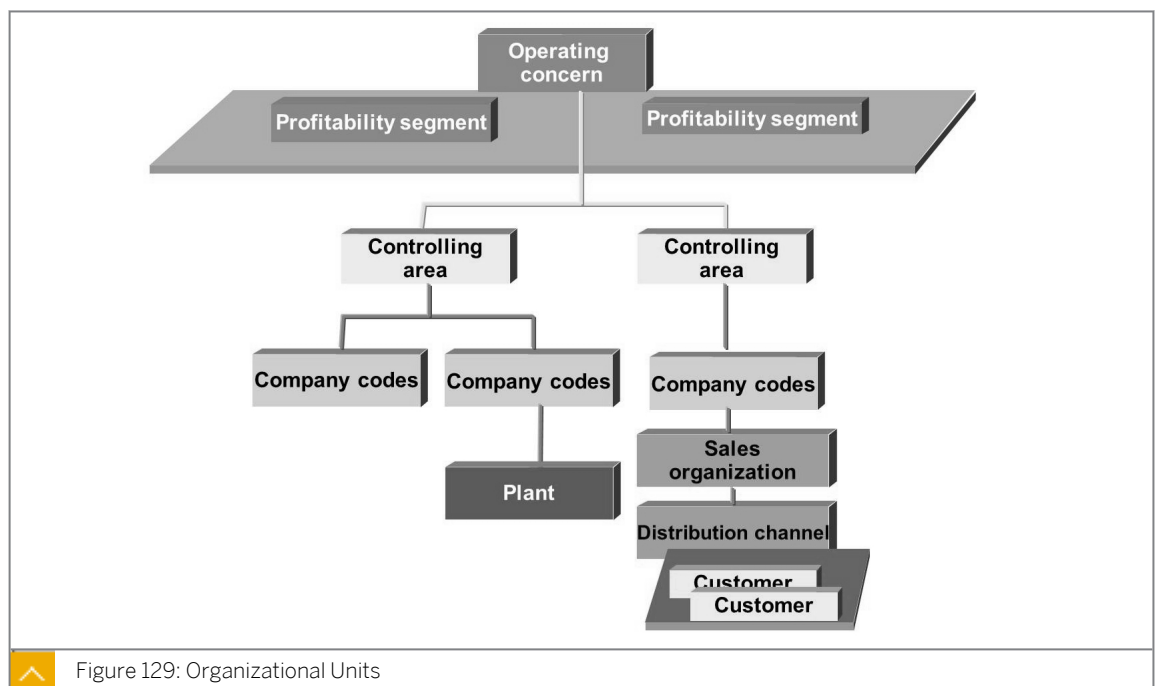 Operating
concern
Profitability segment
Profitability segment
Controlling
area
Controlling
area
Company codes
Company codes
Company codes
Sales
organization
Plant
Distribution channel
Customer
Customer
Figure 129: Organizational Units